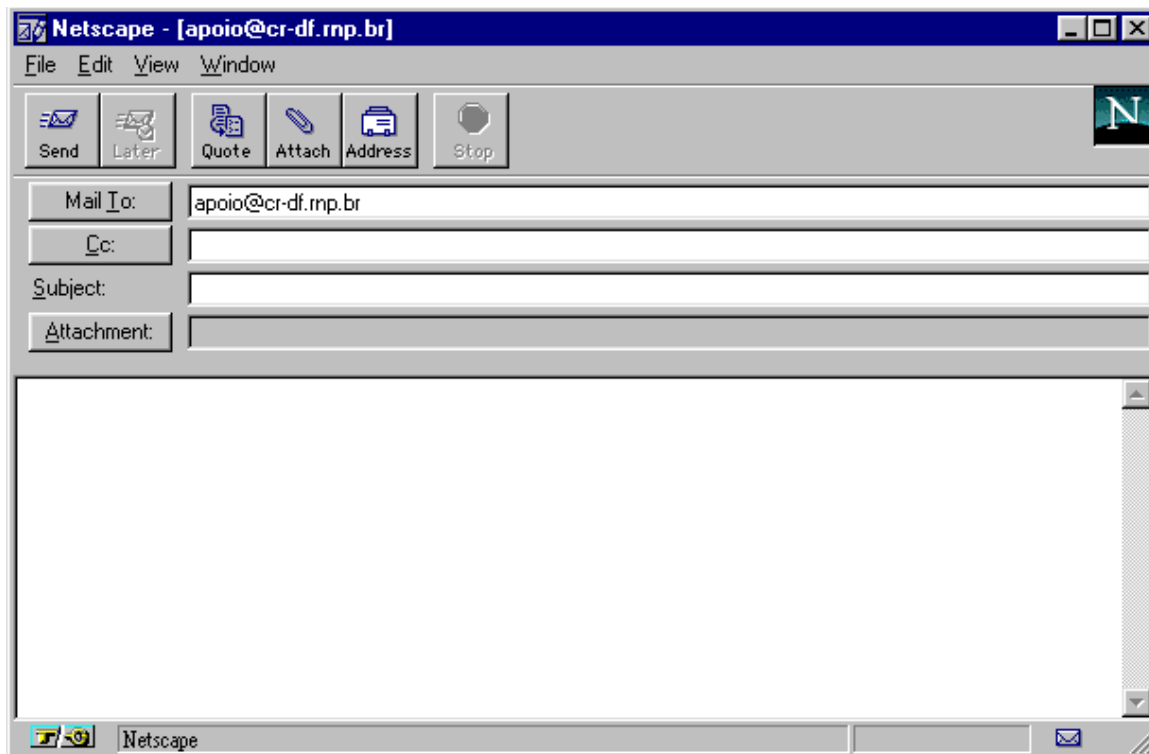 Netscape - [apoio@cr-df.rnp.br]
File Edit View Window
Send Later Quote Attach Address Stop
N
Mail To: apoio@cr-df.rnp.br
Cc:
Subject:
Attachment:
Netscape